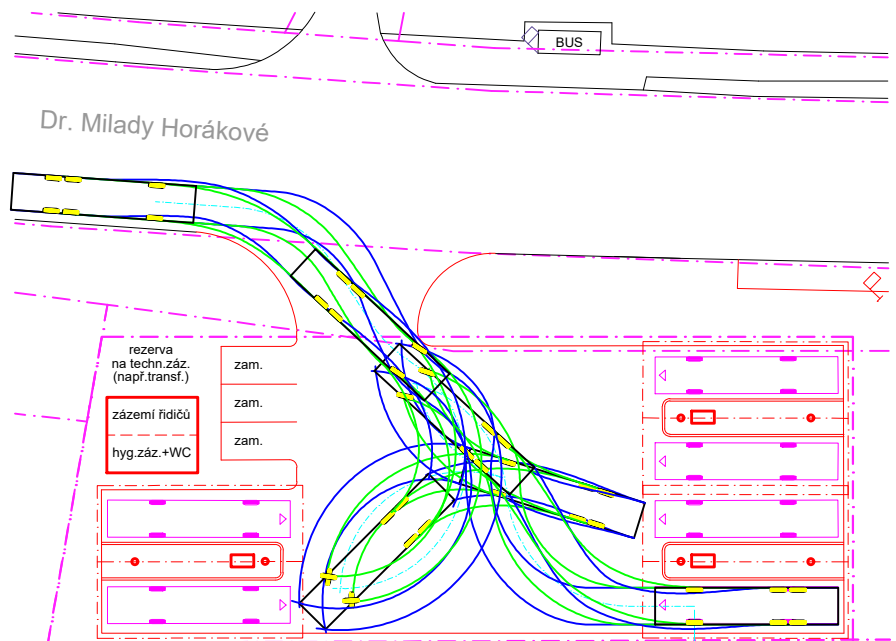 BUS
Dr. Milady Horákové
rezerva
na techn.záz.
(např.transf.)
zázemí řidičů
hyg.záz.+WC
zam.
zam.
zam.